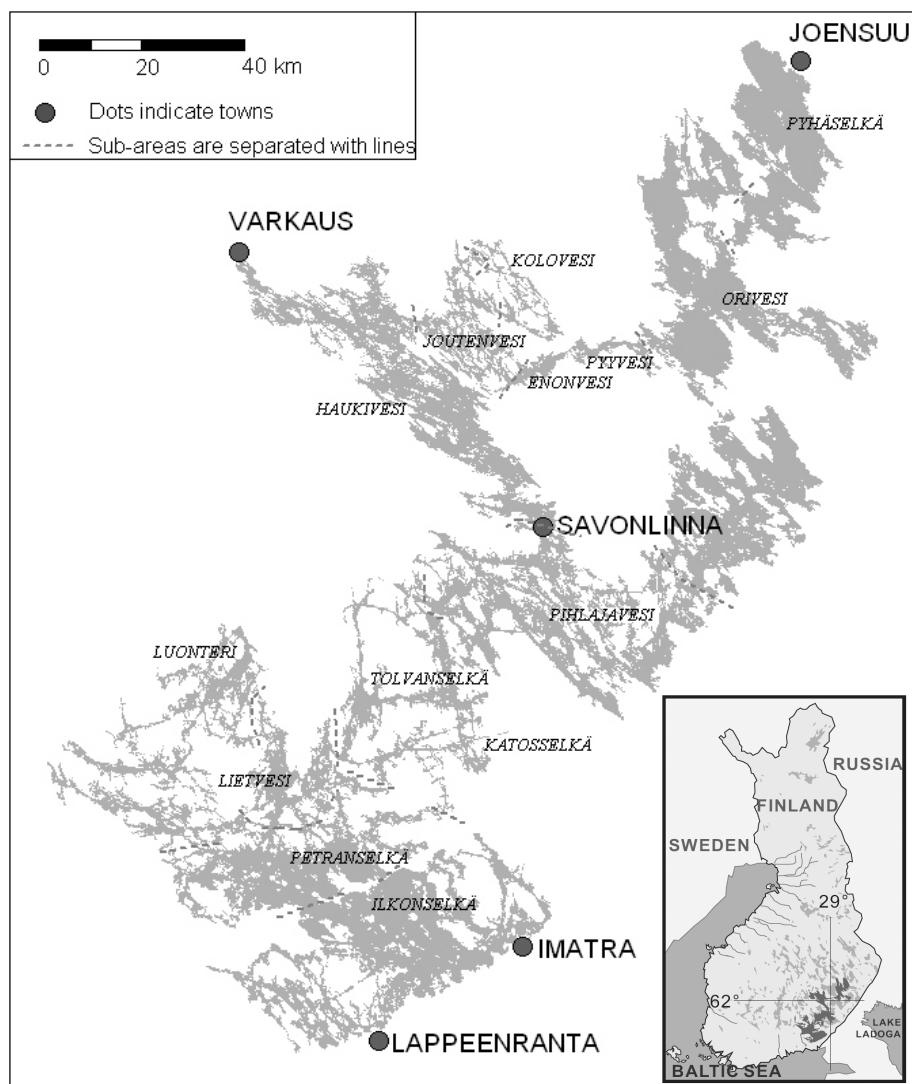 JOENSUU
0 20 40 km
Dots indicate towns
Sub-areas are separated with lines
PYHÄSELKÄ
VARKAUS
KOLOVESI
ORIVESI
JOUTENVESI
PYYVESI
ENONVESI
HAUKIVESI
SAVONLINNA
PIHLAJAVESI
LUONTERI
TOLVANSELKÄ
KATOSSELKÄ
LIETVESI
PETRANSELKÄ
ILKONSELKÄ
IMATRA
LAPPEENRANTA
RUSSIA
FINLAND
SWEDEN
29°
62°
LAKE
LADOGA
BALTIC SEA